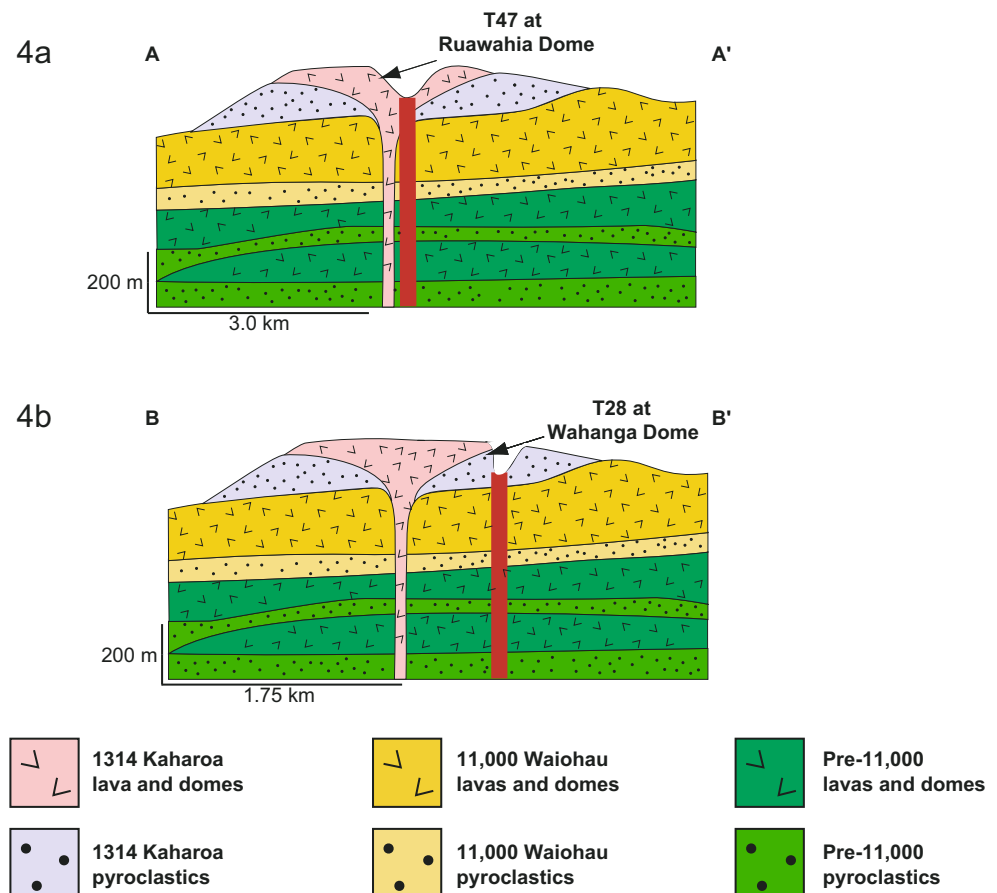 4a
A
T47 at
Ruawahia Dome
A'
200 m
3.0 km
4b
B
T28 at
Wahanga Dome
B'
200 m
1.75 km
1314 Kaharoa
lava and domes
11,000 Waiohau
lavas and domes
Pre-11,000
lavas and domes
1314 Kaharoa
pyroclastics
11,000 Waiohau
pyroclastics
Pre-11,000
pyroclastics